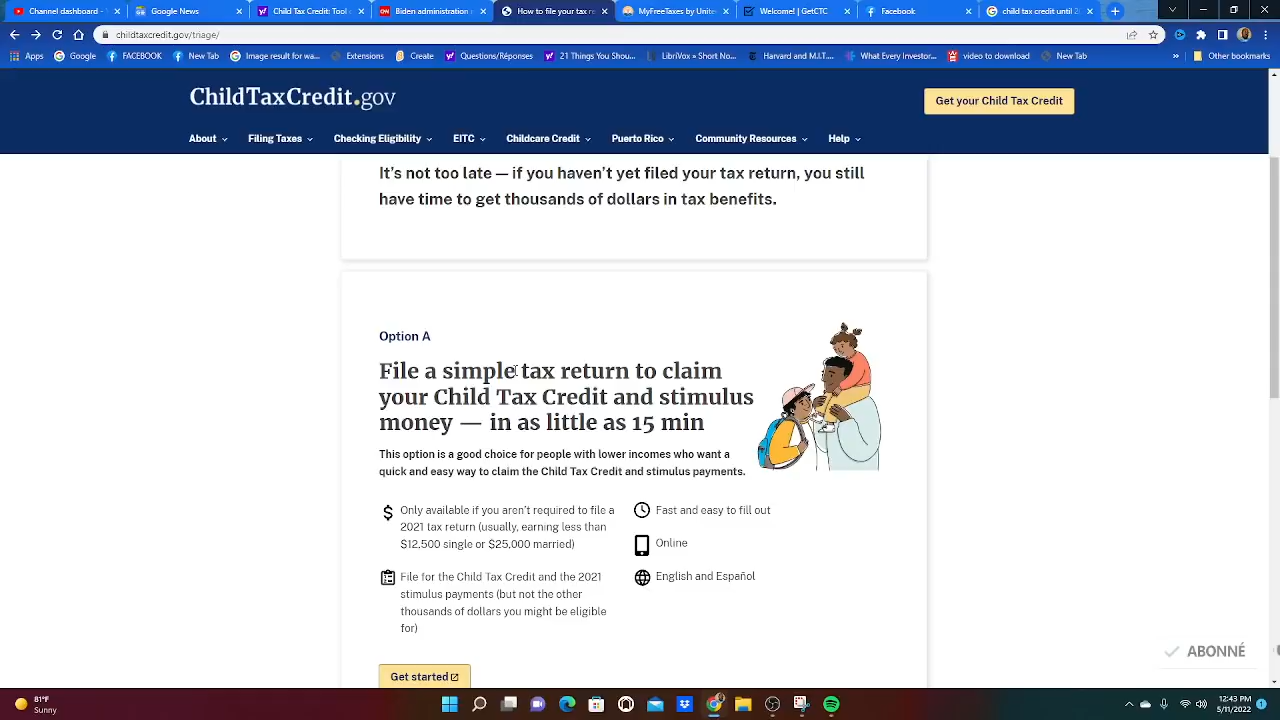 Channel dashboard -
Google News
Child Tax Credit Tool
Biden administration
How to file your tax re
MyFreeTaxes by Unite
Welcome! | GetCTC
Facebook
child tax credit until 2
childtaxcredit.gov/triage/
Apps
Google
FACEBOOK
New Tab
Image result for wa...
Extensions
Create
Questions/Réponses
21 Things You Shou...
LibriVox » Short No...
Harvard and M.I.T....
What Every Investor...
video to download
New Tab
Other bookmarks
ChildTaxCredit.gov
Get your Child Tax Credit
About
Filing Taxes
Checking Eligibility
EITC
Childcare Credit
Puerto Rico
Community Resources
Help
It's not too late — if you haven't yet filed your tax return, you still
have time to get thousands of dollars in tax benefits.
Option A
File a simple tax return to claim
your Child Tax Credit and stimulus
money — in as little as 15 min
This option is a good choice for people with lower incomes who want a
quick and easy way to claim the Child Tax Credit and stimulus payments.
Only available if you aren't required to file a
2021 tax return (usually, earning less than
$12,500 single or $25,000 married)
File for the Child Tax Credit and the 2021
stimulus payments (but not the other
thousands of dollars you might be eligible
for)
Fast and easy to fill out
Online
English and Español
Get started
ABONNÉ
81°F
Sunny
12:43 PM